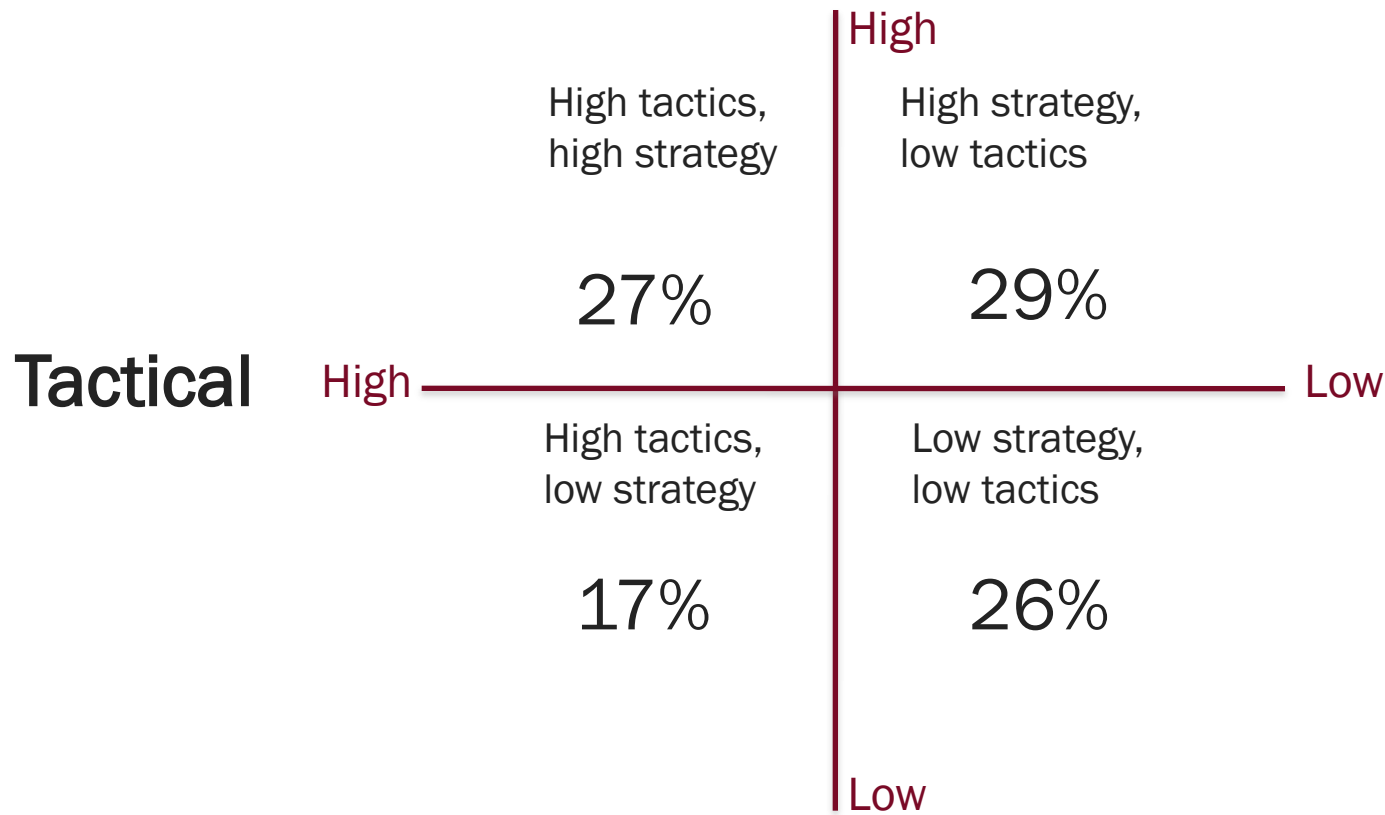 High
High tactics,
high strategy
High strategy,
low tactics
27%
29%
Tactical
High
Low
High tactics,
low strategy
Low strategy,
low tactics
17%
26%
Low